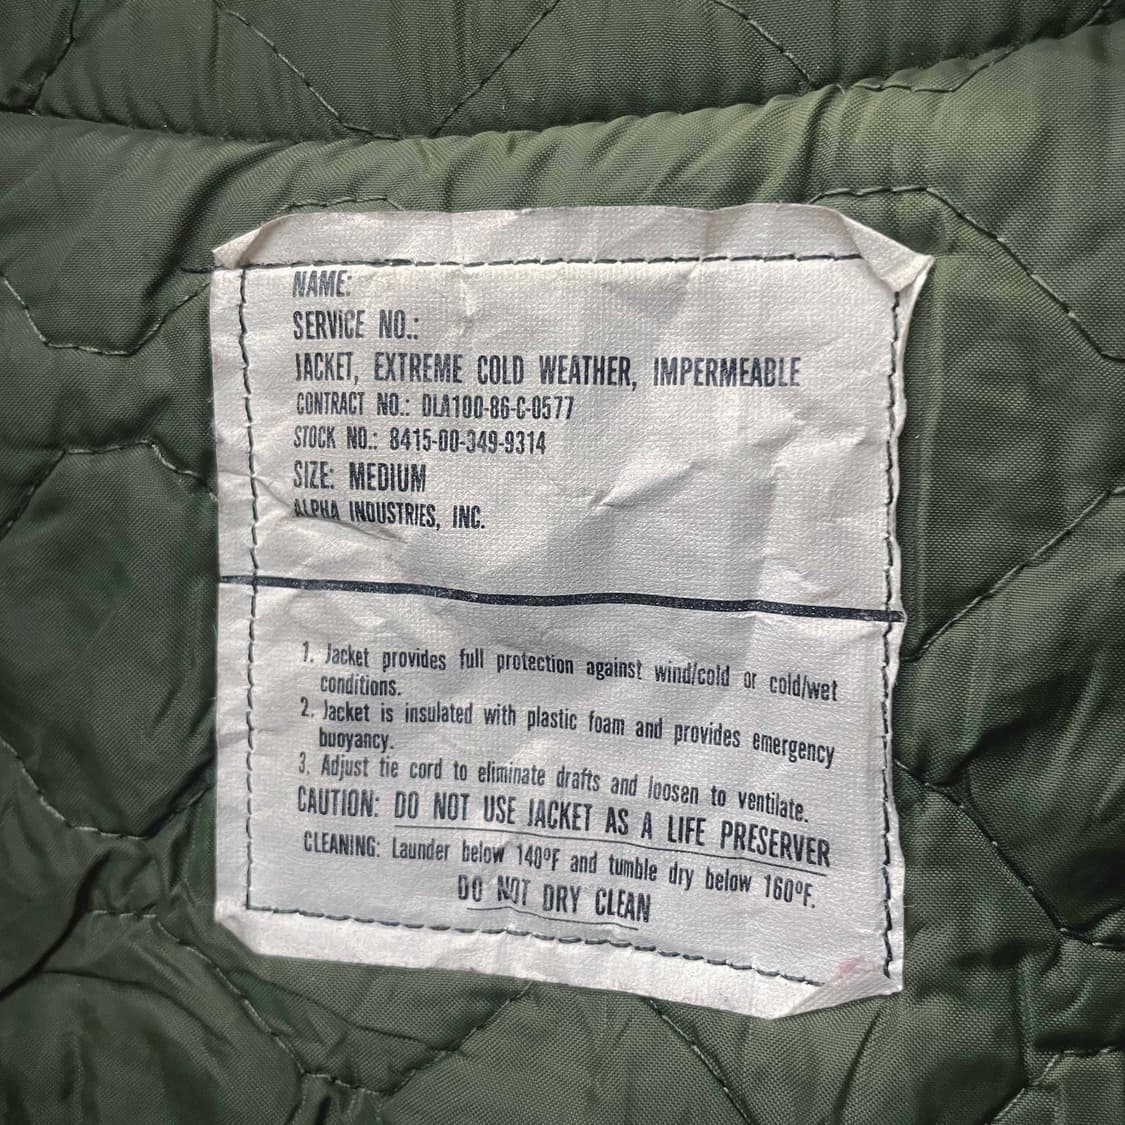 NAME:
SERVICE NO.:
JACKET, EXTREME COLD WEATHER, IMPERMEABLE
CONTRACT NO.: DLA100-86-C-0577
STOCK NO.: 8415-00-349-9314
SIZE: MEDIUM
ALPHA INDUSTRIES, INC.
1. Jacket provides full protection against wind/cold or cold/wet
conditions.
2. Jacket is insulated with plastic foam and provides emergency
buoyancy.
3. Adjust tie cord to eliminate drafts and loosen to ventilate.
CAUTION: DO NOT USE JACKET AS A LIFE PRESERVER
CLEANING: Launder below 140ºF and tumble dry below 160ºF.
DO NOT DRY CLEAN